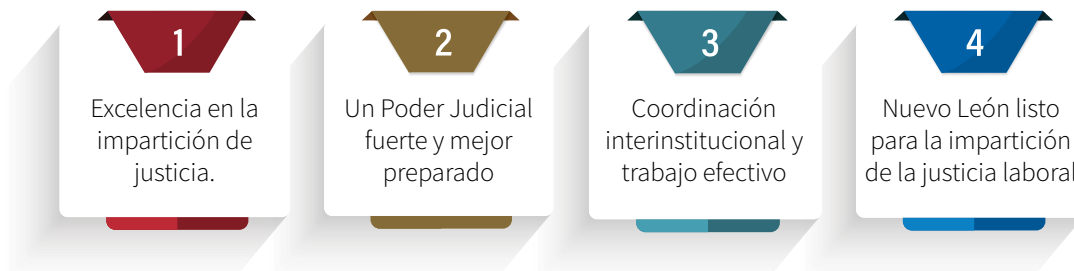 1
Excelencia en la
impartición de
justicia.
2
Un Poder Judicial
fuerte y mejor
preparado
3
Coordinación
interinstitucional y
trabajo efectivo
4
Nuevo León listo
para la impartición
de la justicia laboral